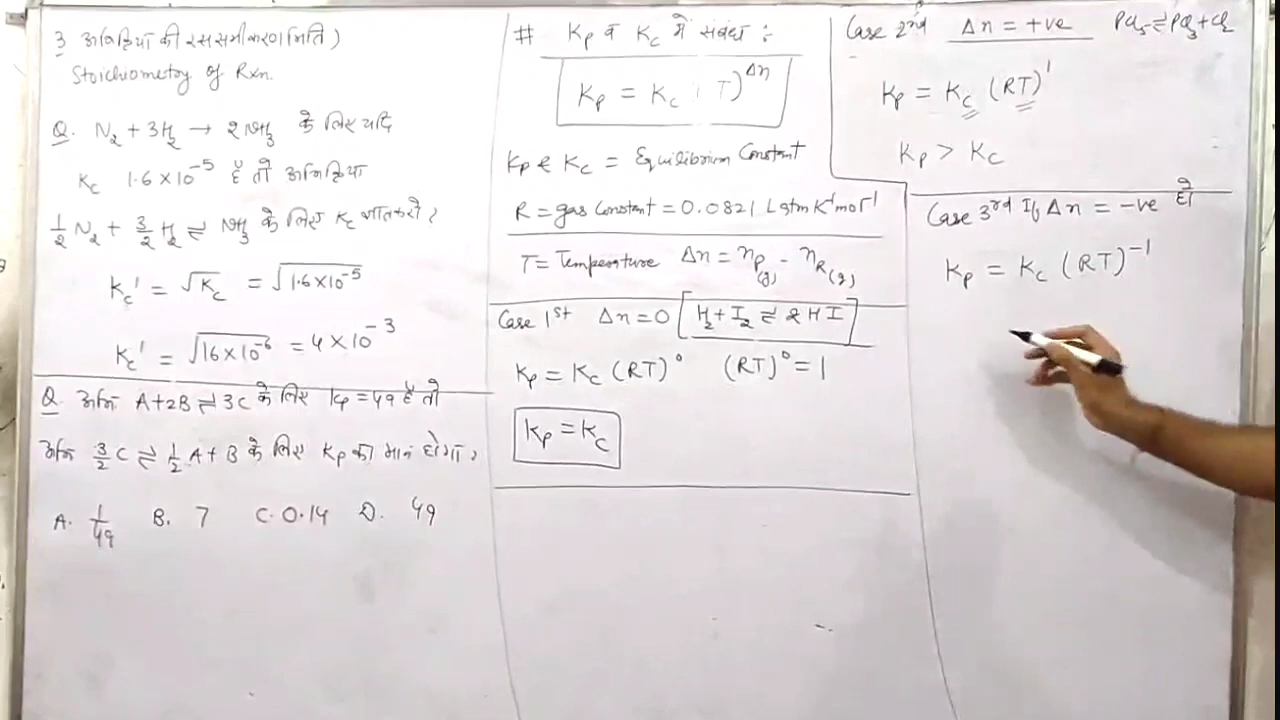 3 अभिक्रिया की रससमीकरणमिति)
Stoichiometry of Rxn.
Q. N₂ + 3H₂ → 2NH₃ के लिए यदि
Kc 1.6×10⁻⁵ है तो अभिक्रिया
1/2 N₂ + 3/2 H₂ ⇌ NH₃ के लिए Kc ज्ञात करो?
Kc' = √Kc = √1.6×10⁻⁵
Kc' = √16×10⁻⁶ = 4×10⁻³
Q. अभि A+2B⇌3C के लिए Kp=49 है तो
अभि 3/2 C ⇌ 1/2 A + B के लिए Kp का मान होगा,
A. 1/49 B. 7 C. 0.14 D. 49
# Kp व Kc में संबंध :
Kp = Kc ( T)^Δn
Kp & Kc = Equilibrium Constant
R = gas Constant = 0.0821 L atm K⁻¹ mol⁻¹
T = Temperature Δn = nP(g) - nR(g)
Case 1st Δn=0 H₂+I₂⇌2HI
Kp = Kc (RT)⁰ (RT)⁰ = 1
Kp = Kc
Case 2nd Δn = +ve PCl₅⇌PCl₃+Cl₂
Kp = Kc (RT)¹
Kp > Kc
Case 3rd If Δn = -ve हो
Kp = Kc (RT)⁻¹